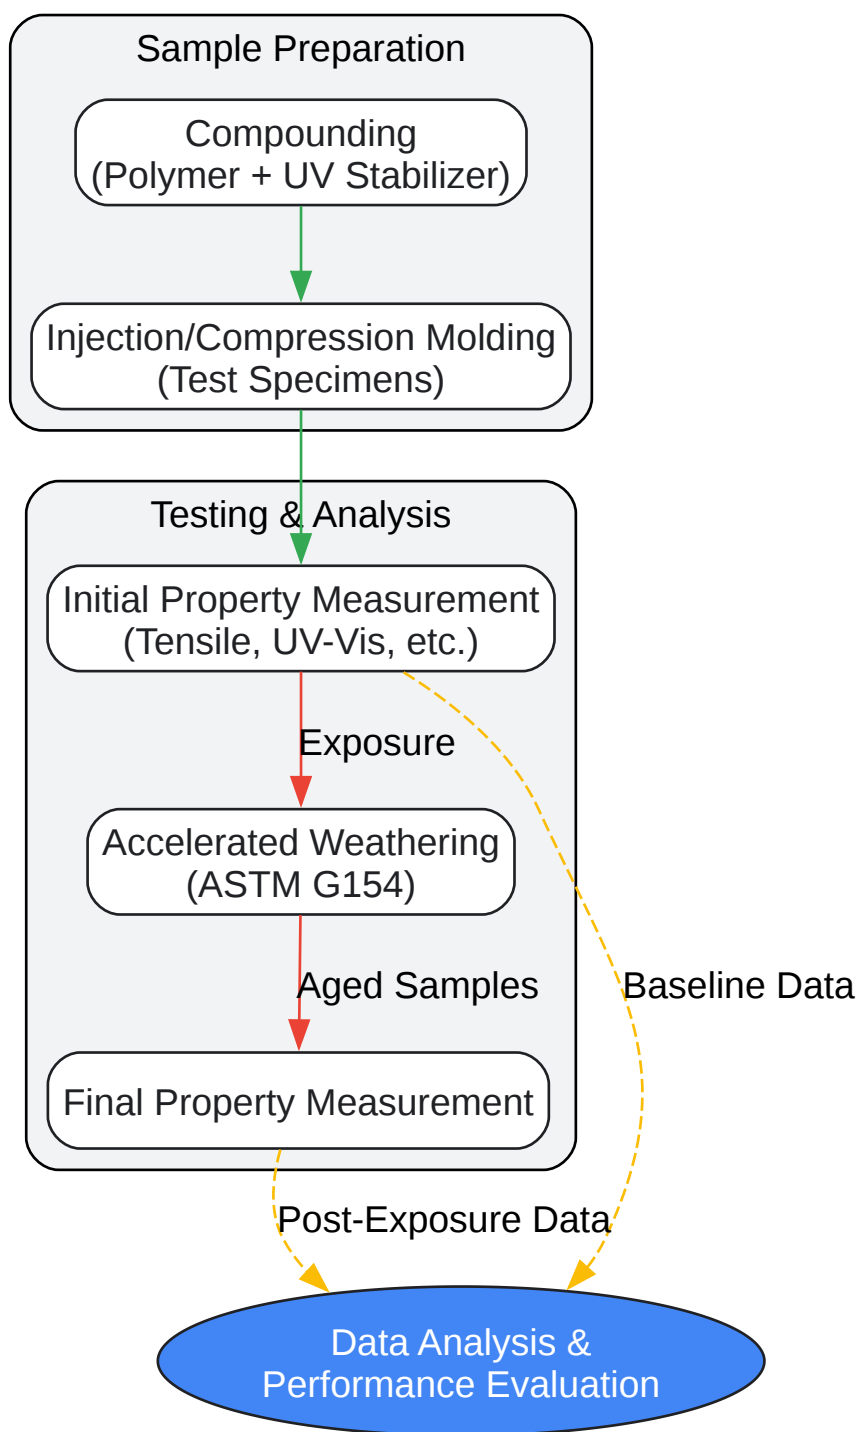 Sample Preparation
Compounding
(Polymer + UV Stabilizer)
Injection/Compression Molding
(Test Specimens)
Testing & Analysis
Initial Property Measurement
(Tensile, UV-Vis, etc.)
Exposure
Accelerated Weathering
(ASTM G154)
Aged Samples
Baseline Data
Final Property Measurement
Post-Exposure Data
Data Analysis &
Performance Evaluation